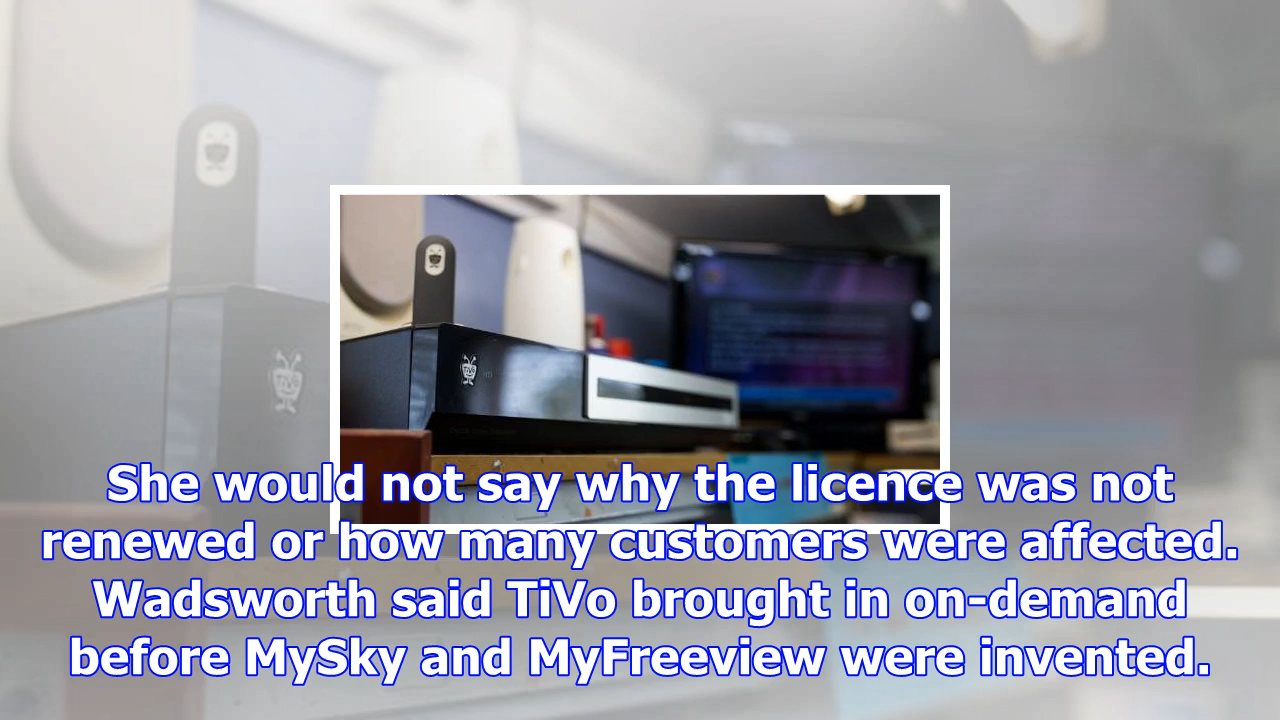 TiVo
She would not say why the licence was not
renewed or how many customers were affected.
Wadsworth said TiVo brought in on-demand
before MySky and MyFreeview were invented.